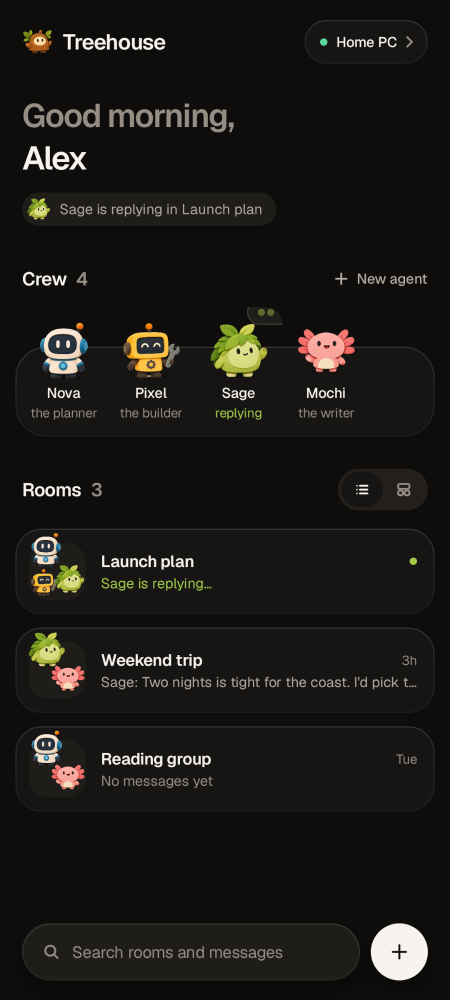 Treehouse
Home PC
Good morning,
Alex
Sage is replying in Launch plan
Crew 4
New agent
Nova
the planner
Pixel
the builder
Sage
replying
Mochi
the writer
Rooms 3
Launch plan
Sage is replying...
Weekend trip
3h
Sage: Two nights is tight for the coast. I'd pick t...
Reading group
Tue
No messages yet
Search rooms and messages